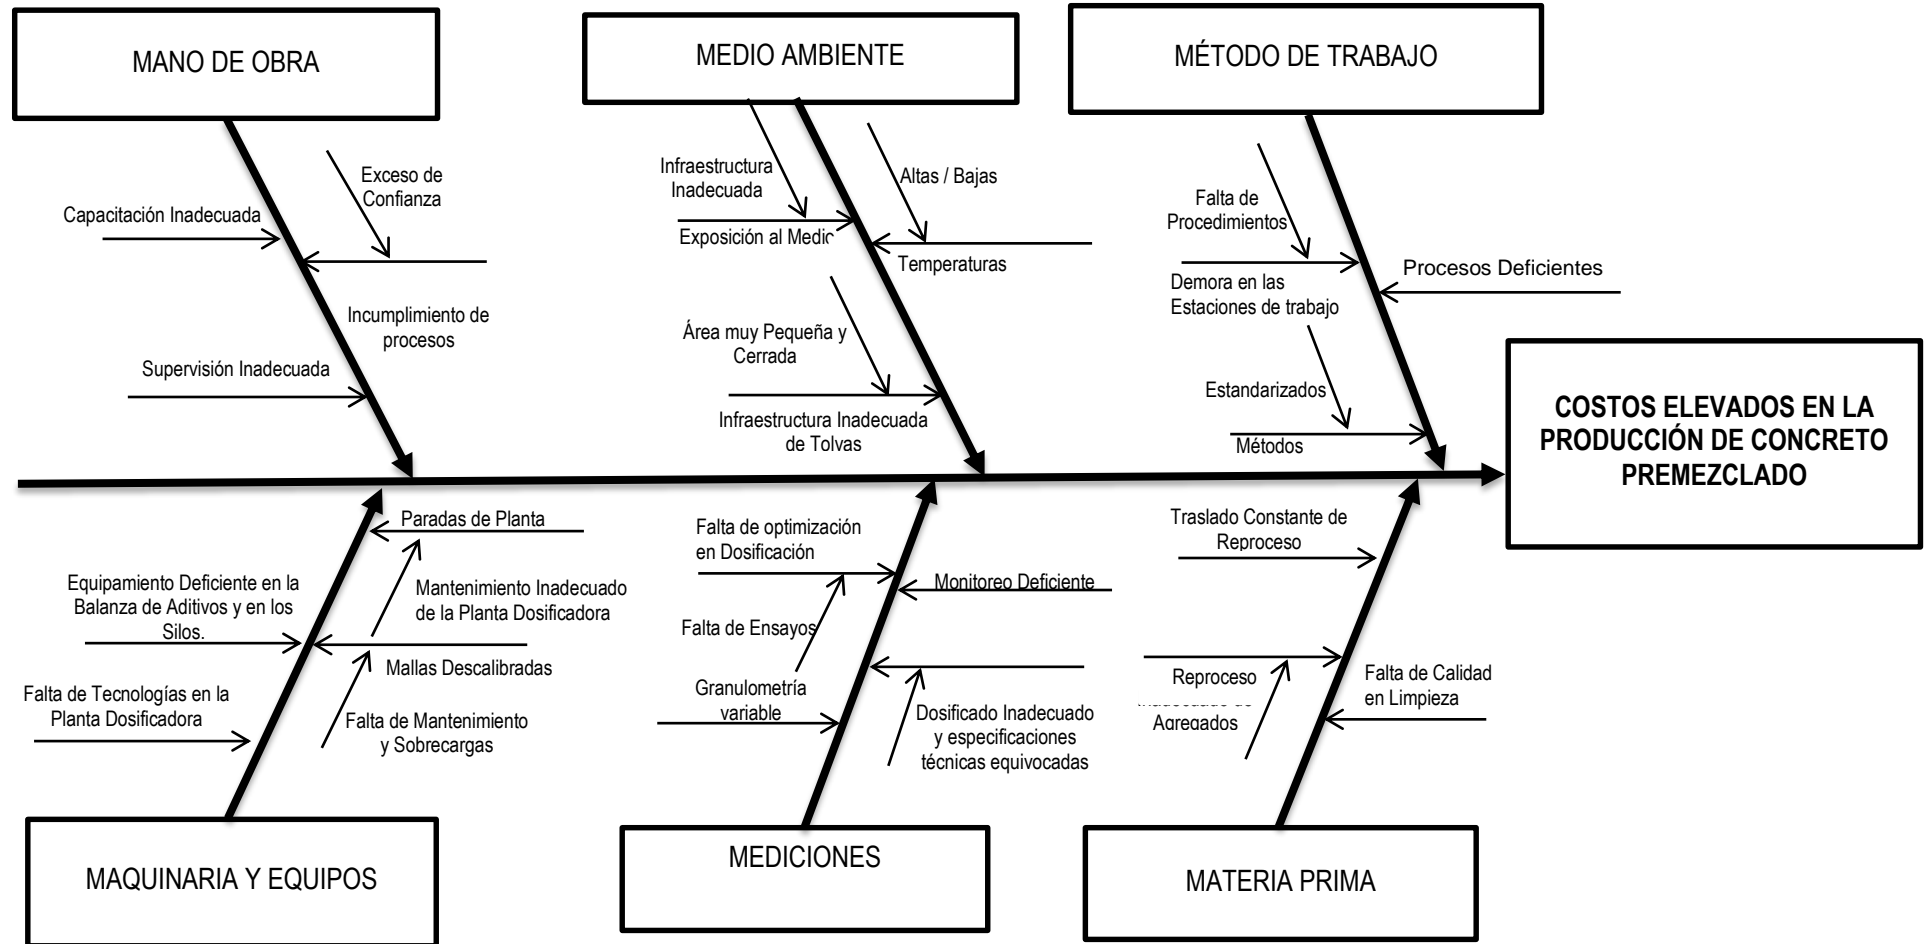 MANO DE OBRA
MEDIO AMBIENTE
MÉTODO DE TRABAJO
Exceso de
Confianza
Capacitación Inadecuada
Incumplimiento de
procesos
Supervisión Inadecuada
Infraestructura
Inadecuada
Exposición al Medio
Altas / Bajas
Temperaturas
Área muy Pequeña y
Cerrada
Infraestructura Inadecuada
de Tolvas
Falta de
Procedimientos
Demora en las
Estaciones de trabajo
Procesos Deficientes
Estandarizados
Métodos
COSTOS ELEVADOS EN LA
PRODUCCIÓN DE CONCRETO
PREMEZCLADO
Paradas de Planta
Equipamiento Deficiente en la
Balanza de Aditivos y en los
Silos.
Mantenimiento Inadecuado
de la Planta Dosificadora
Mallas Descalibradas
Falta de Tecnologías en la
Planta Dosificadora
Falta de Mantenimiento
y Sobrecargas
Falta de optimización
en Dosificación
Monitoreo Deficiente
Falta de Ensayos
Granulometría
variable
Dosificado Inadecuado
y especificaciones
técnicas equivocadas
Traslado Constante de
Reproceso
Reproceso
Agregados
Falta de Calidad
en Limpieza
MAQUINARIA Y EQUIPOS
MEDICIONES
MATERIA PRIMA